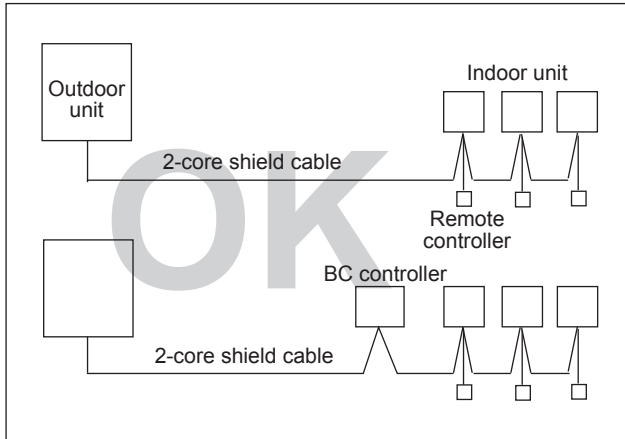 Outdoor
unit
Indoor unit
2-core shield cable
Remote
controller
OK
BC controller
2-core shield cable